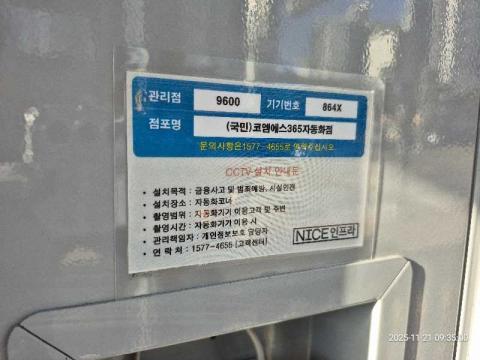 관리점 9600 기기번호 864X
점포명 (국민)코엠에스365자동화점
문의사항은1577-4655로 연락주십시오
CCTV 설치 안내문
• 설치목적 : 금융사고 및 범죄예방, 시설안전
• 설치장소 : 자동화코너
• 촬영범위 : 자동화기기 이용고객 및 주변
• 촬영시간 : 자동화기기 이용 시
• 관리책임자 : 개인정보보호 담당자
• 연 락 처 : 1577-4655 (고객센터)
NICE인프라
2025-11-21 09:35:00